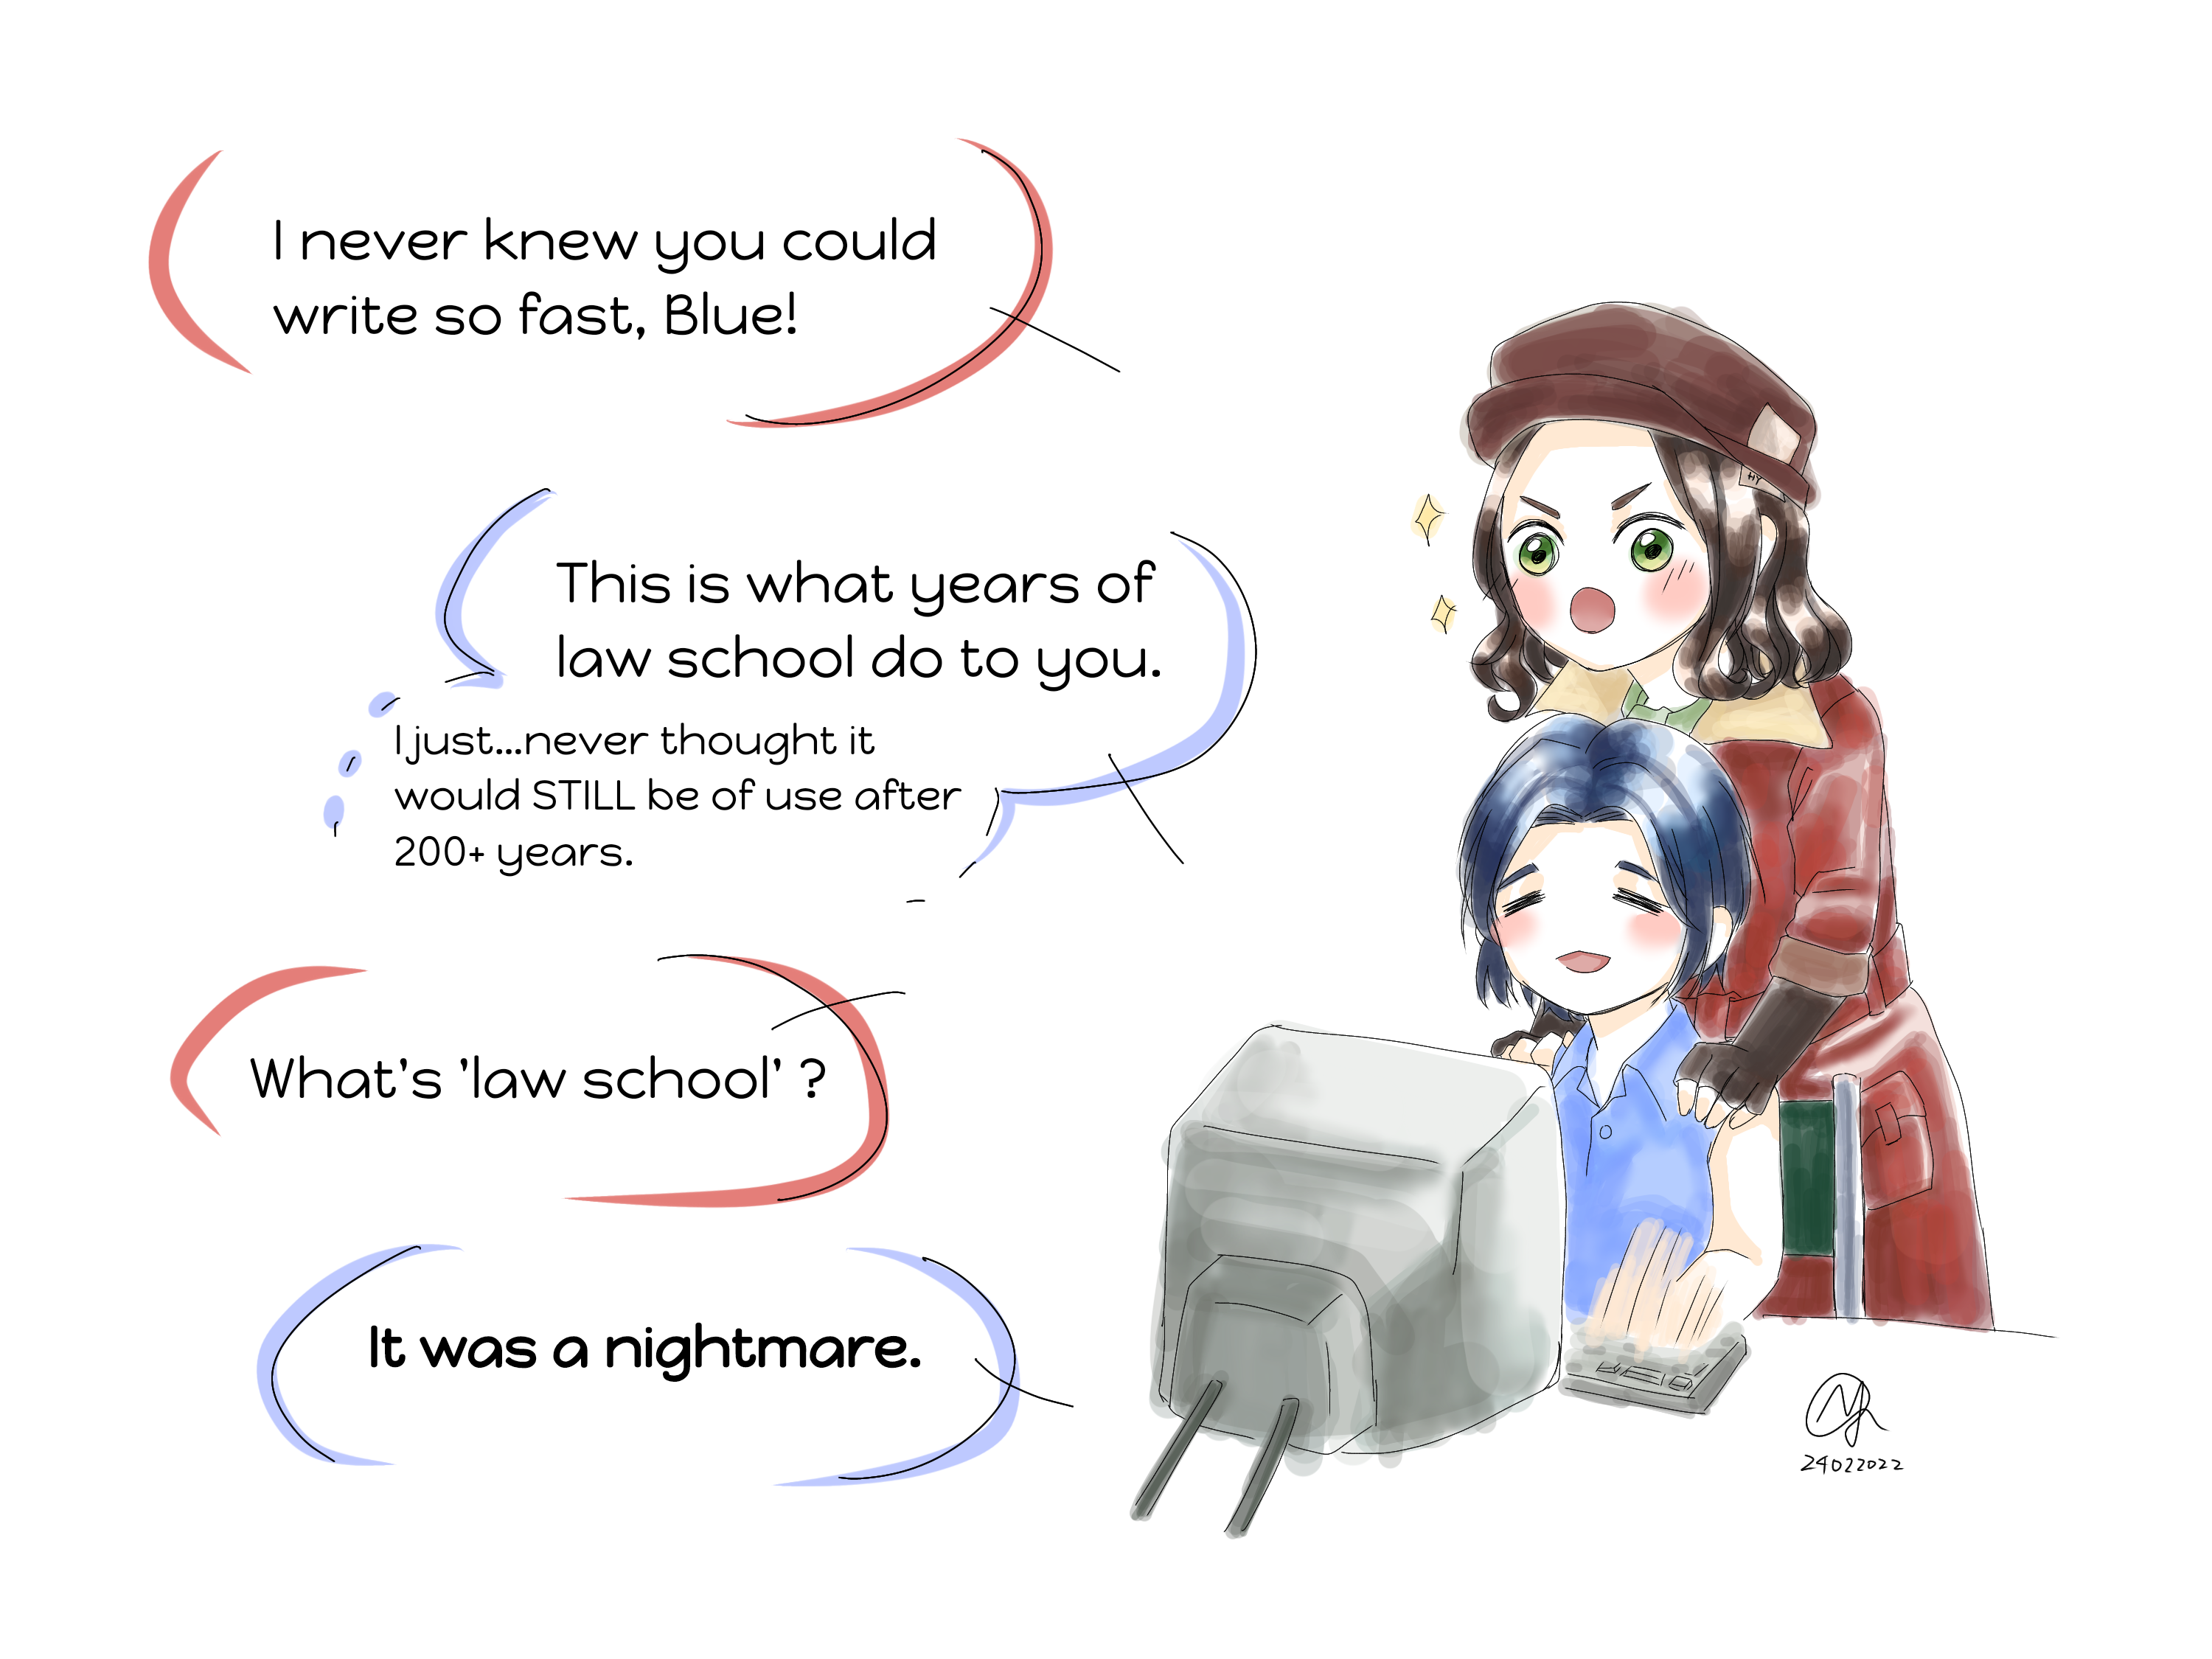 I never knew you could
write so fast, Blue!
This is what years of
law school do to you.
I just...never thought it
would STILL be of use after
200+ years.
What's 'law school' ?
It was a nightmare.
HY
24022022